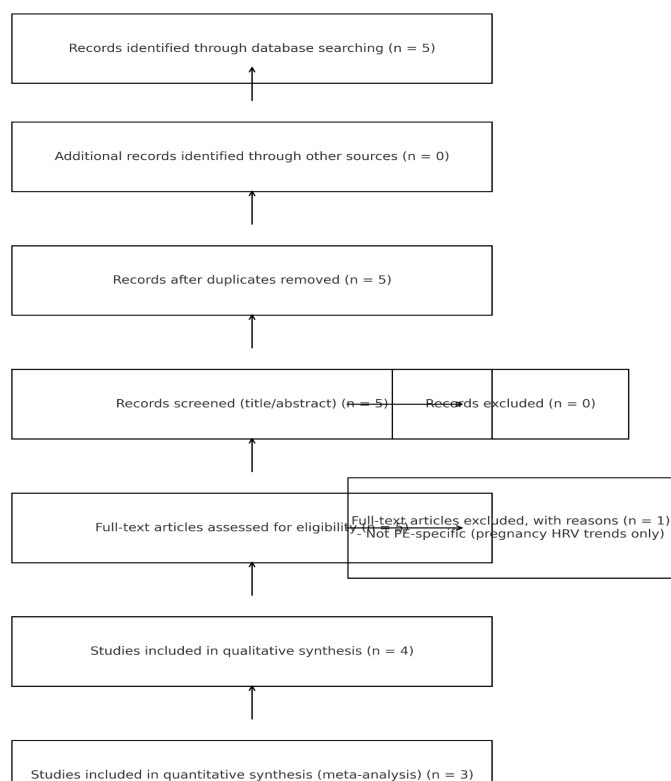 Records identified through database searching (n = 5)
Additional records identified through other sources (n = 0)
Records after duplicates removed (n = 5)
Records screened (title/abstract) (n = 5)
Records excluded (n = 0)
Full-text articles assessed for eligibility (n = 5)
Full-text articles excluded, with reasons (n = 1)
- Not PE-specific (pregnancy HRV trends only)
Studies included in qualitative synthesis (n = 4)
Studies included in quantitative synthesis (meta-analysis) (n = 3)